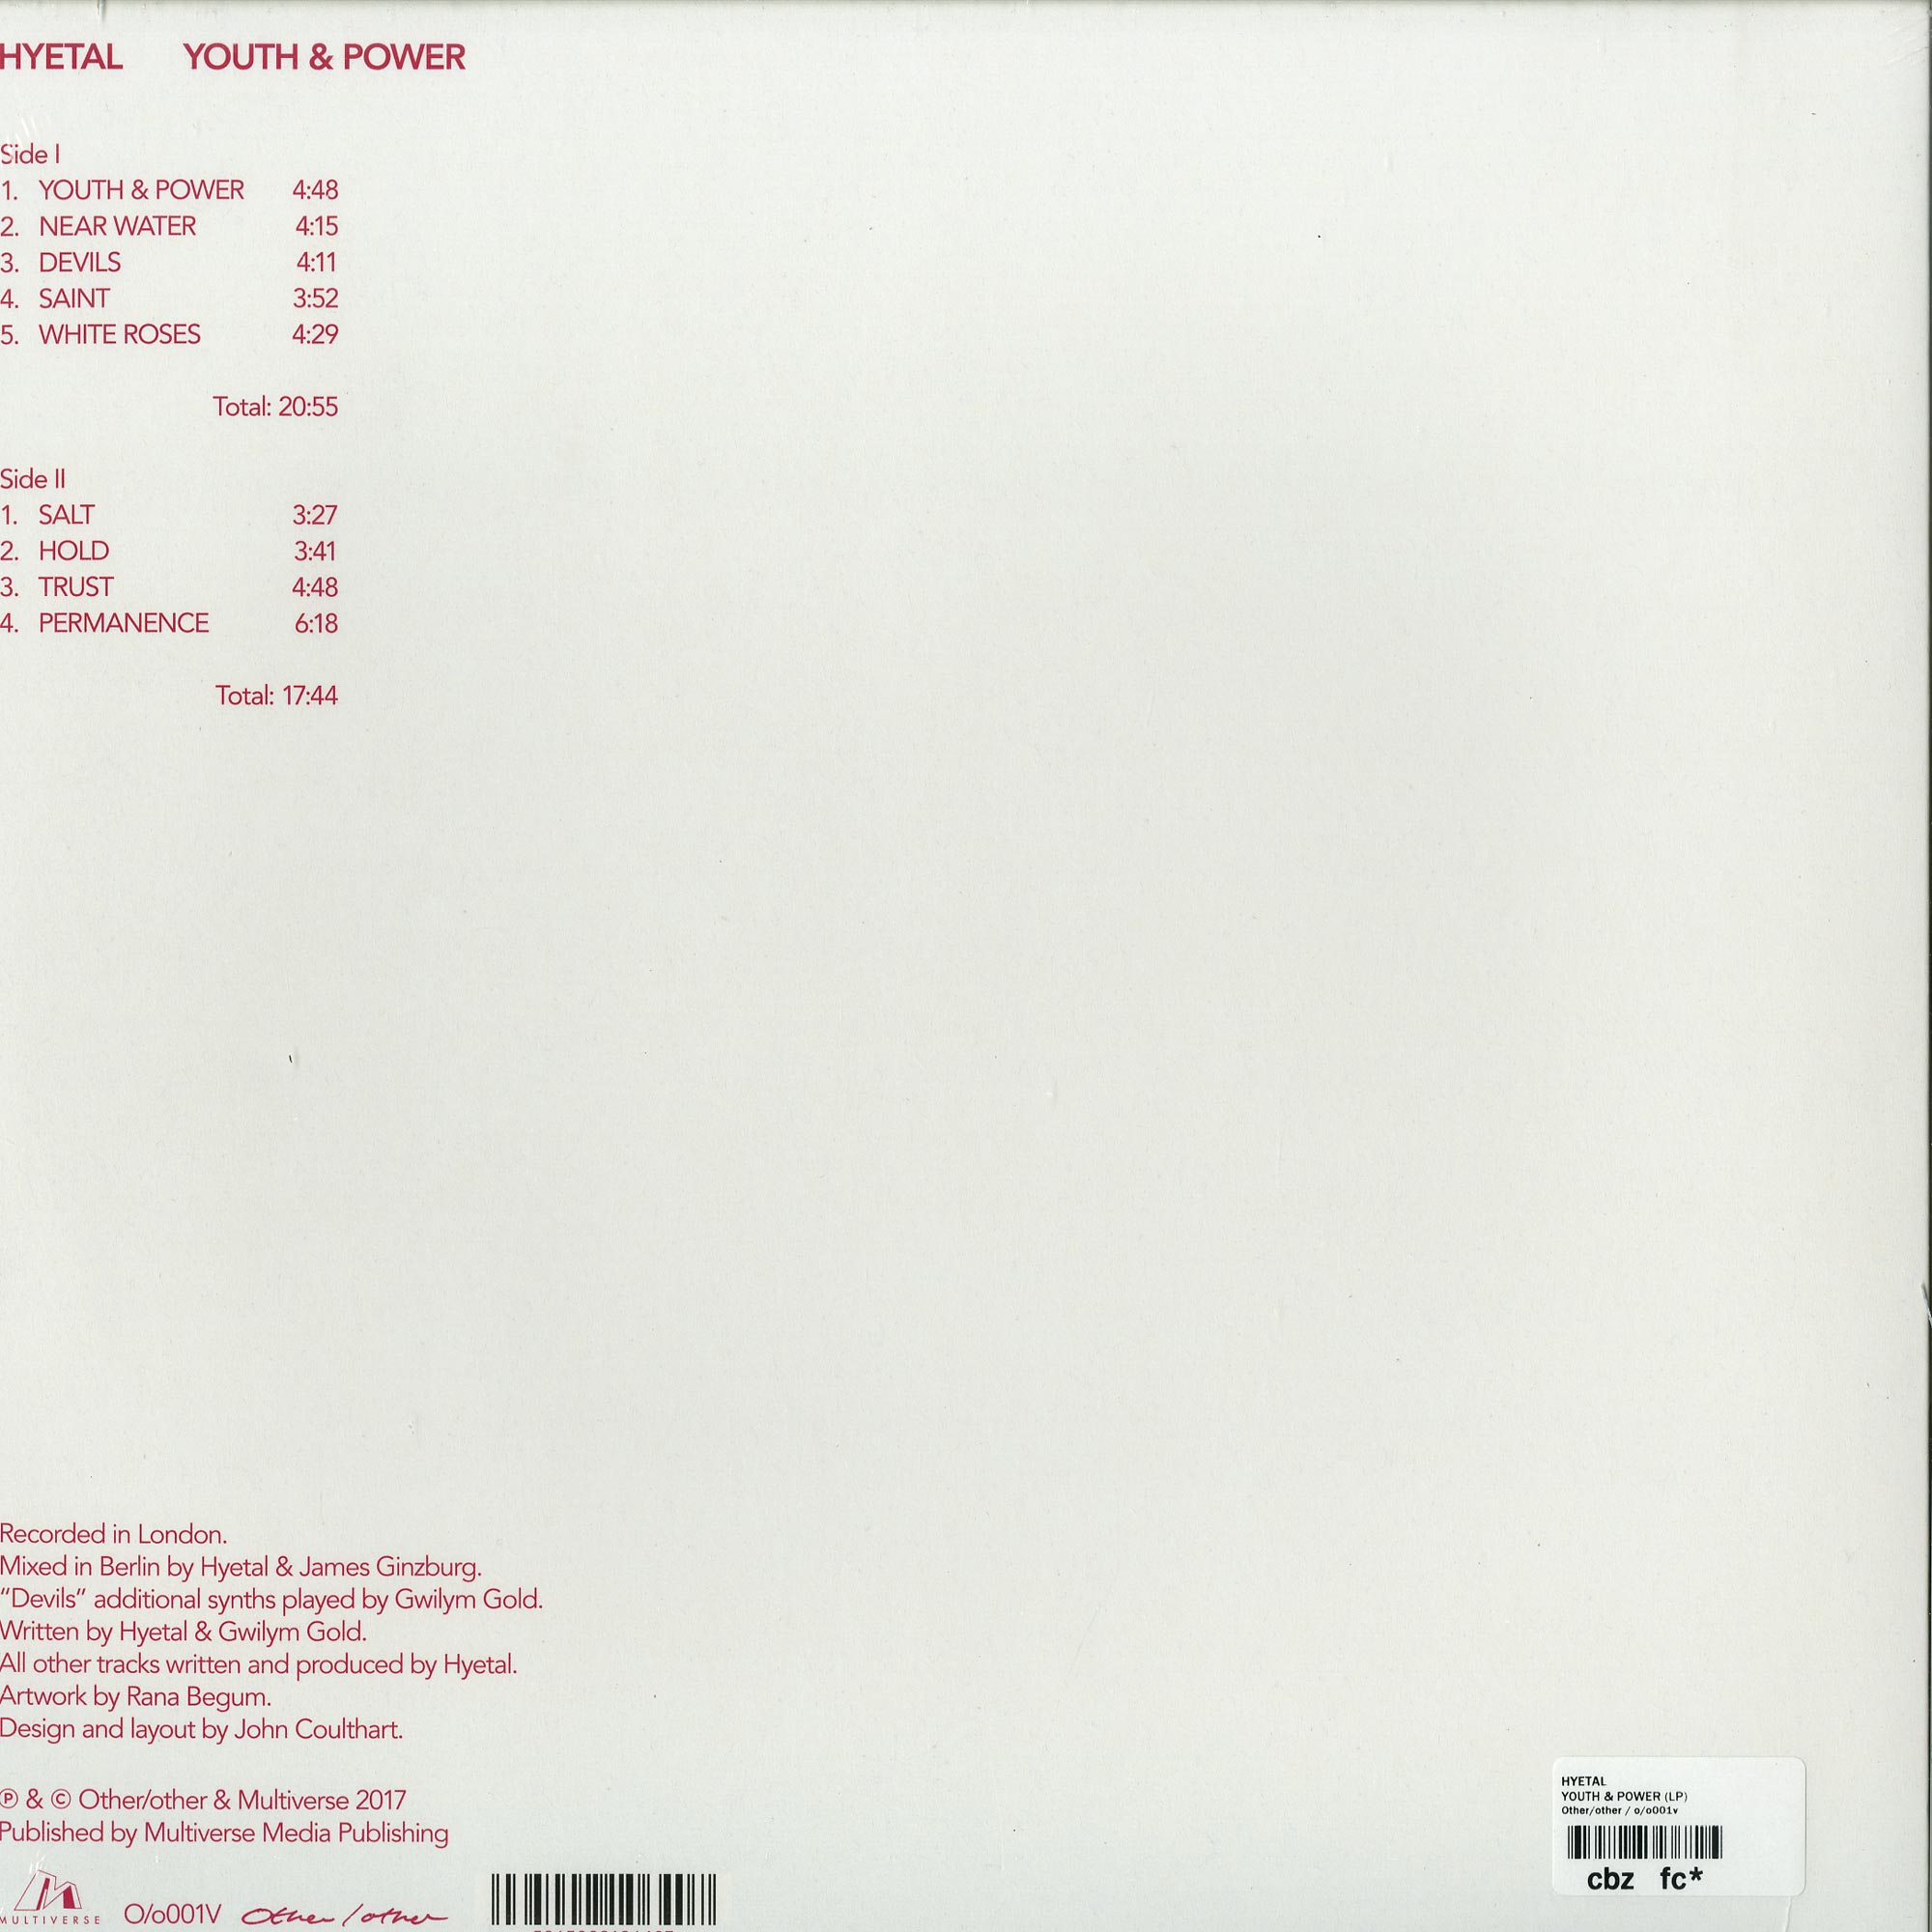 HYETAL YOUTH & POWER
Side I
1. YOUTH & POWER 4:48
2. NEAR WATER 4:15
3. DEVILS 4:11
4. SAINT 3:52
5. WHITE ROSES 4:29
Total: 20:55
Side II
1. SALT 3:27
2. HOLD 3:41
3. TRUST 4:48
4. PERMANENCE 6:18
Total: 17:44
Recorded in London.
Mixed in Berlin by Hyetal & James Ginzburg.
“Devils” additional synths played by Gwilym Gold.
Written by Hyetal & Gwilym Gold.
All other tracks written and produced by Hyetal.
Artwork by Rana Begum.
Design and layout by John Coulthart.
℗ & © Other/other & Multiverse 2017
Published by Multiverse Media Publishing
MULTIVERSE O/o001V Other/other
HYETAL
YOUTH & POWER (LP)
Other/other / o/o001v
cbz fc*